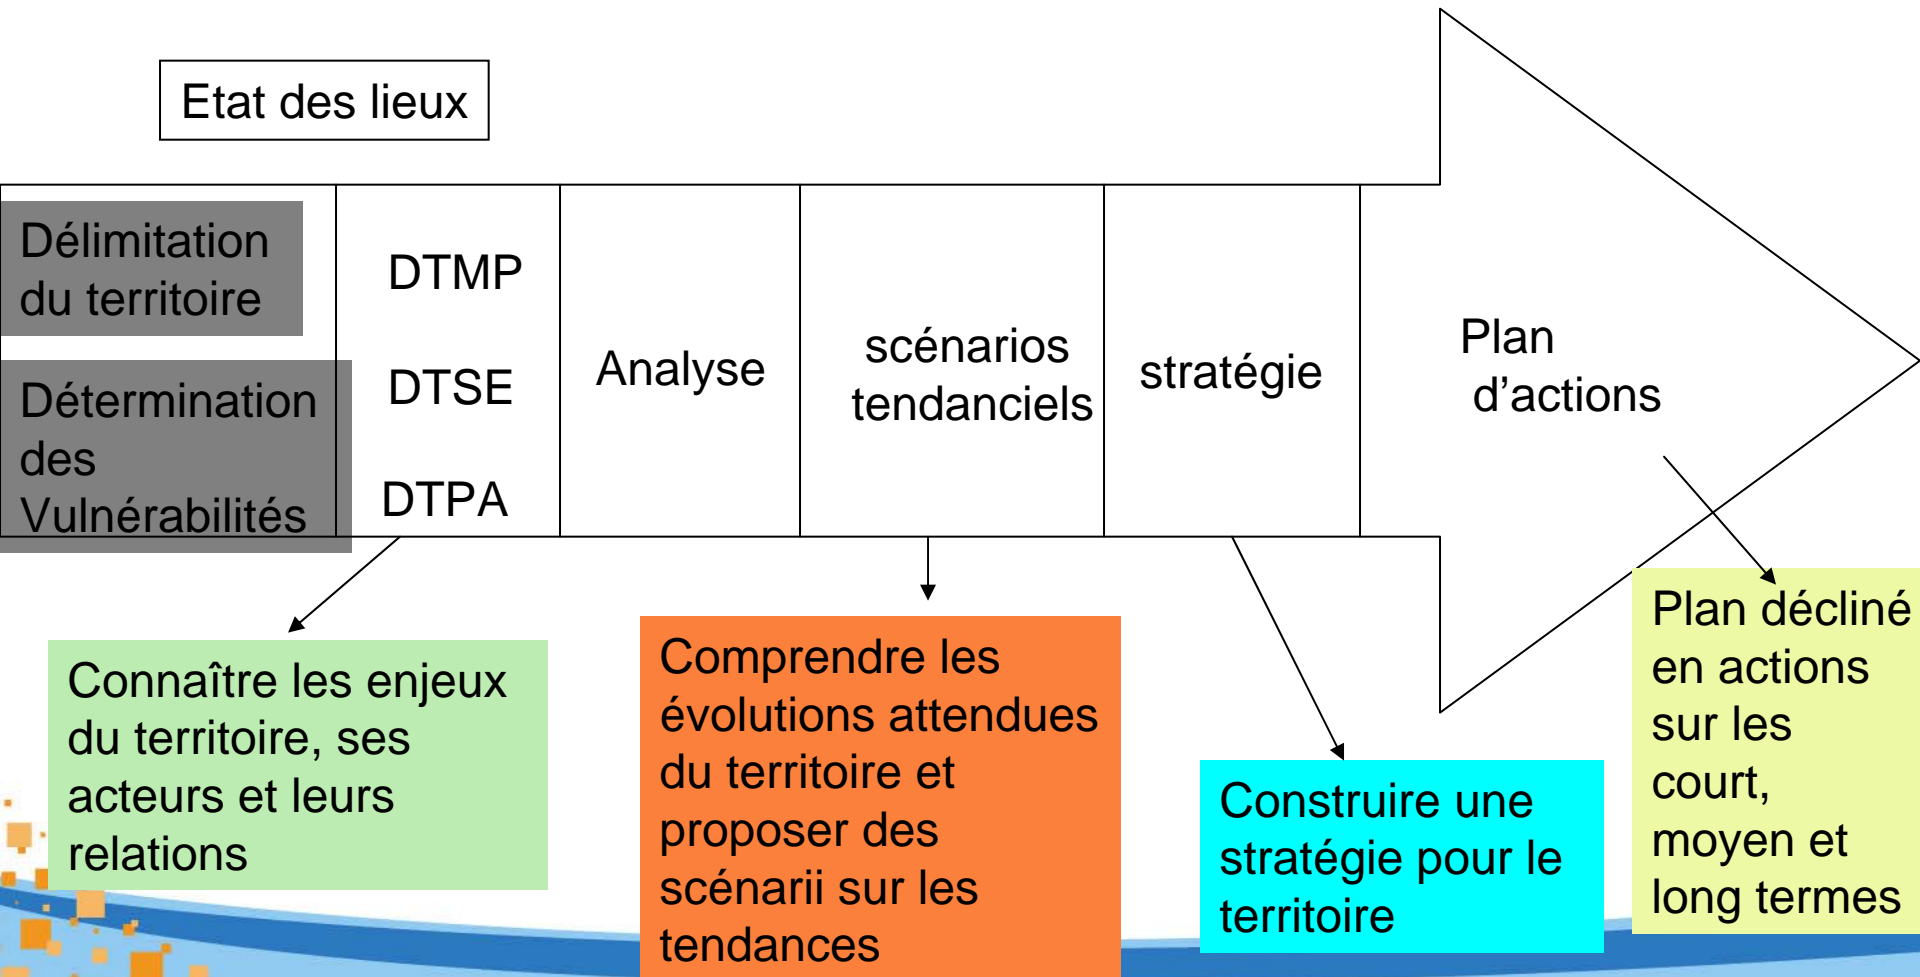 Etat des lieux
Délimitation
du territoire
Détermination
des
Vulnérabilités
DTMP
DTSE
DTPA
Analyse
scénarios
tendanciels
stratégie
Plan
d’actions
Connaître les enjeux
du territoire, ses
acteurs et leurs
relations
Comprendre les
évolutions attendues
du territoire et
proposer des
scénarii sur les
tendances
Construire une
stratégie pour le
territoire
Plan décliné
en actions
sur les
court,
moyen et
long termes